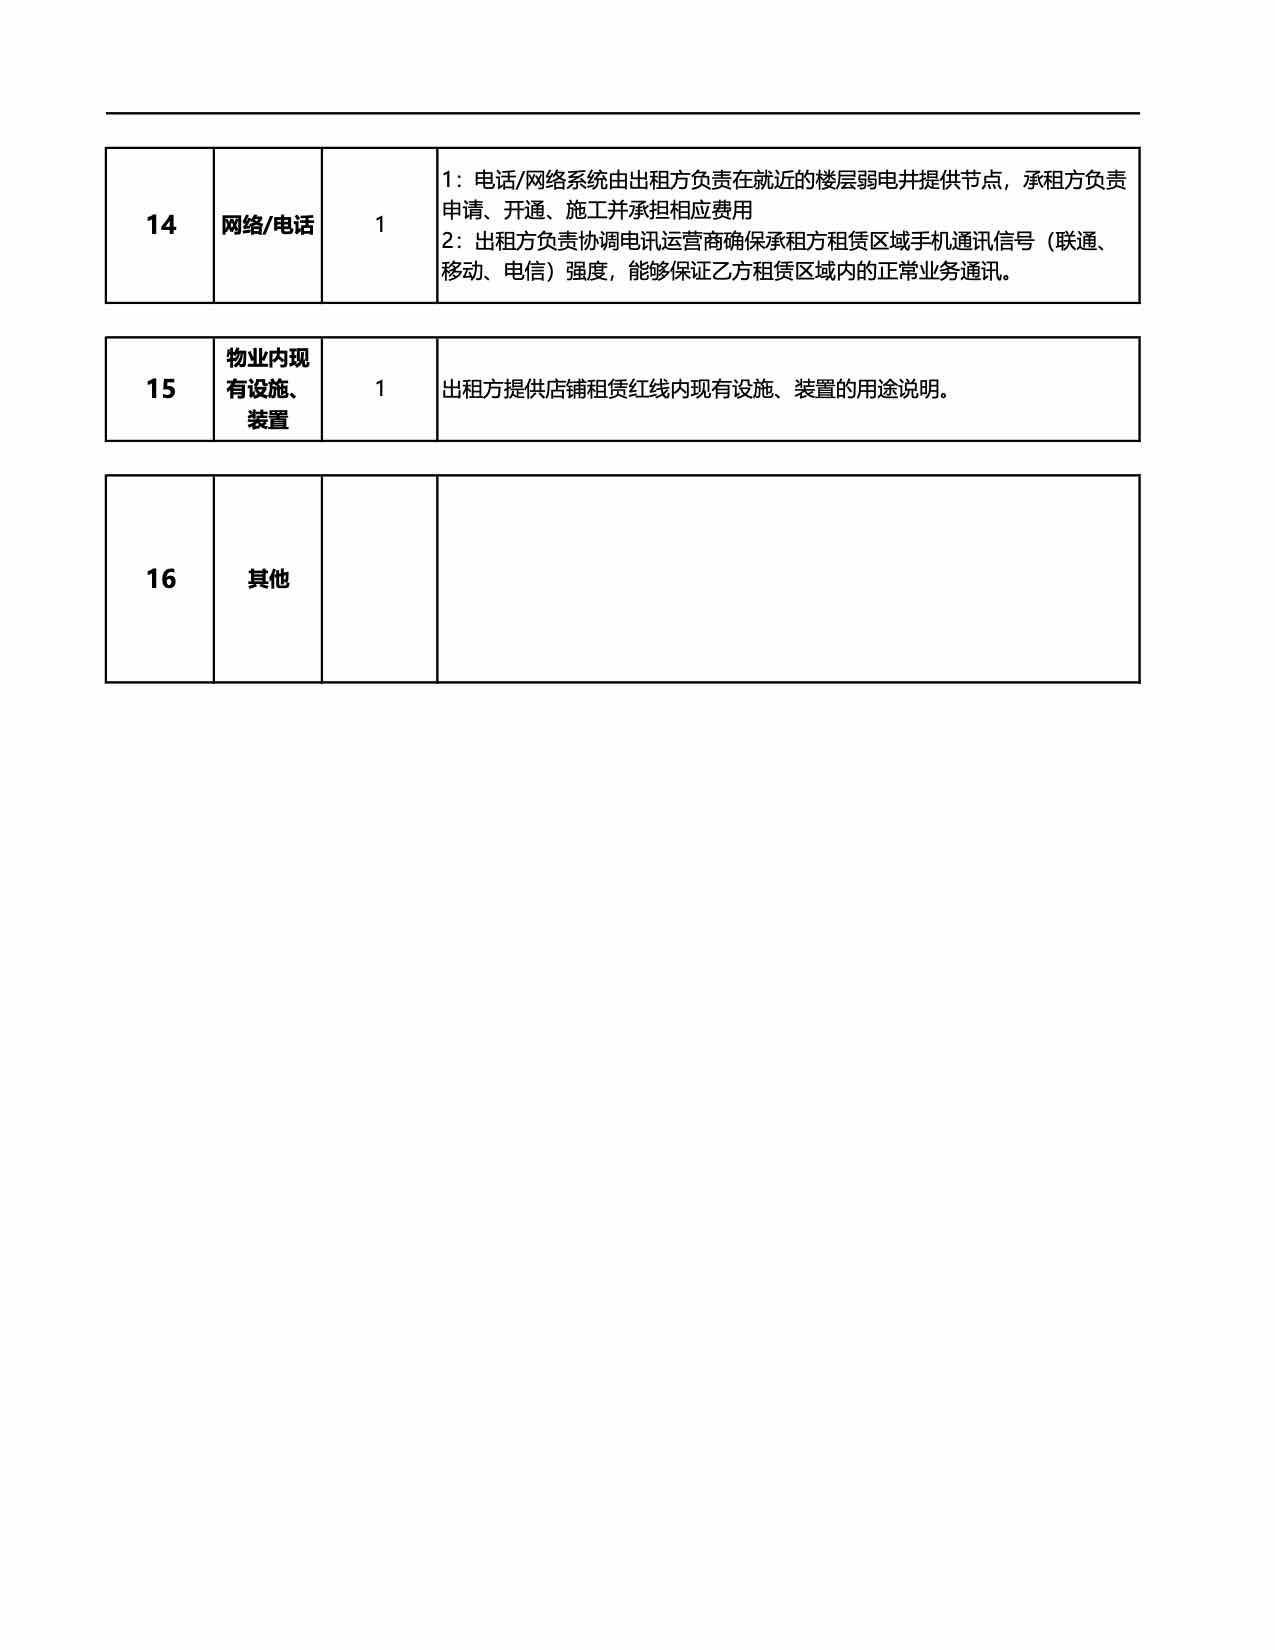 14
网络/电话
1
1：电话/网络系统由出租方负责在就近的楼层弱电井提供节点，承租方负责
申请、开通、施工并承担相应费用
2：出租方负责协调电讯运营商确保承租方租赁区域手机通讯信号（联通、
移动、电信）强度，能够保证乙方租赁区域内的正常业务通讯。
15
物业内现
有设施、
装置
1
出租方提供店铺租赁红线内现有设施、装置的用途说明。
16
其他